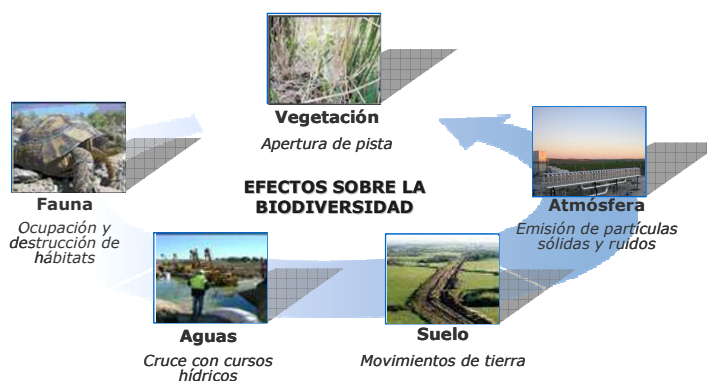 Vegetación
Apertura de pista
Fauna
Ocupación y
destrucción de
hábitats
EFECTOS SOBRE LA
BIODIVERSIDAD
Atmósfera
Emisión de partículas
sólidas y ruidos
Aguas
Cruce con cursos
hídricos
Suelo
Movimientos de tierra